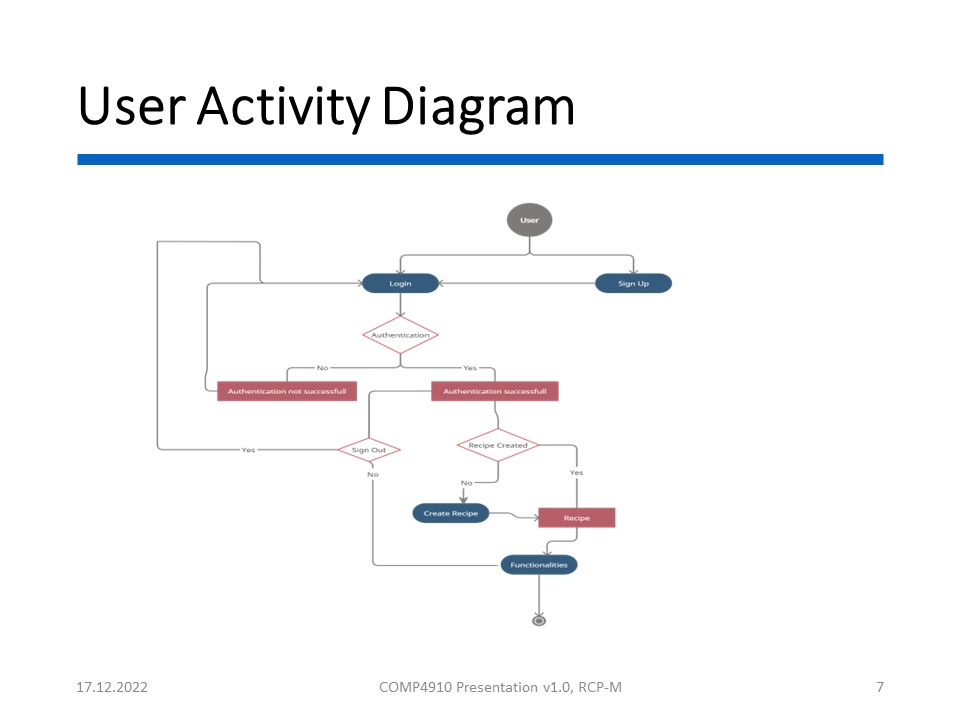 User Activity Diagram
User
Login
Sign Up
Authentication
No
Yes
Authentication not successfull
Authentication successfull
Recipe Created
Yes
Sign Out
No
Yes
No
Create Recipe
Recipe
Functionalities
17.12.2022
COMP4910 Presentation v1.0, RCP-M
7